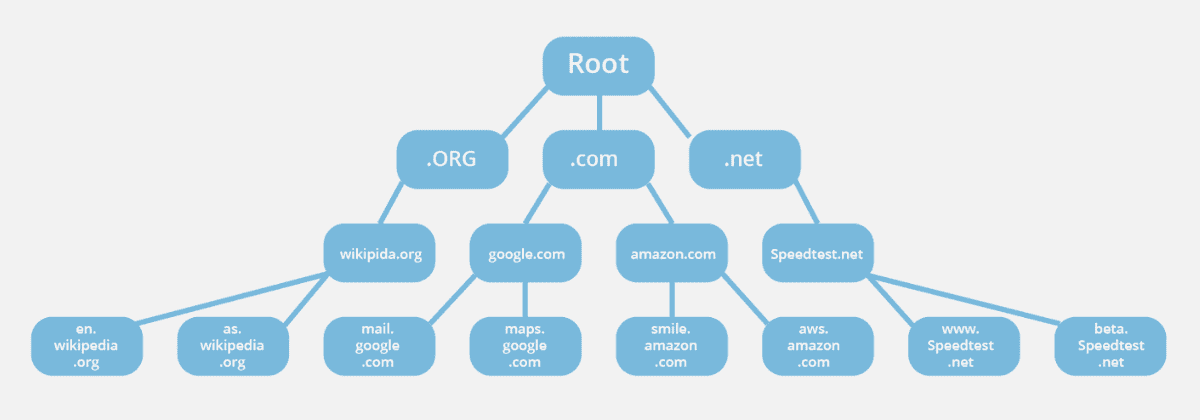 Root
.ORG
.com
.net
wikipida.org
google.com
amazon.com
Speedtest.net
en.
wikipedia
.org
as.
wikipedia
.org
mail.
google
.com
maps.
google
.com
smile.
amazon
.com
aws.
amazon
.com
www.
Speedtest
.net
beta.
Speedtest
.net